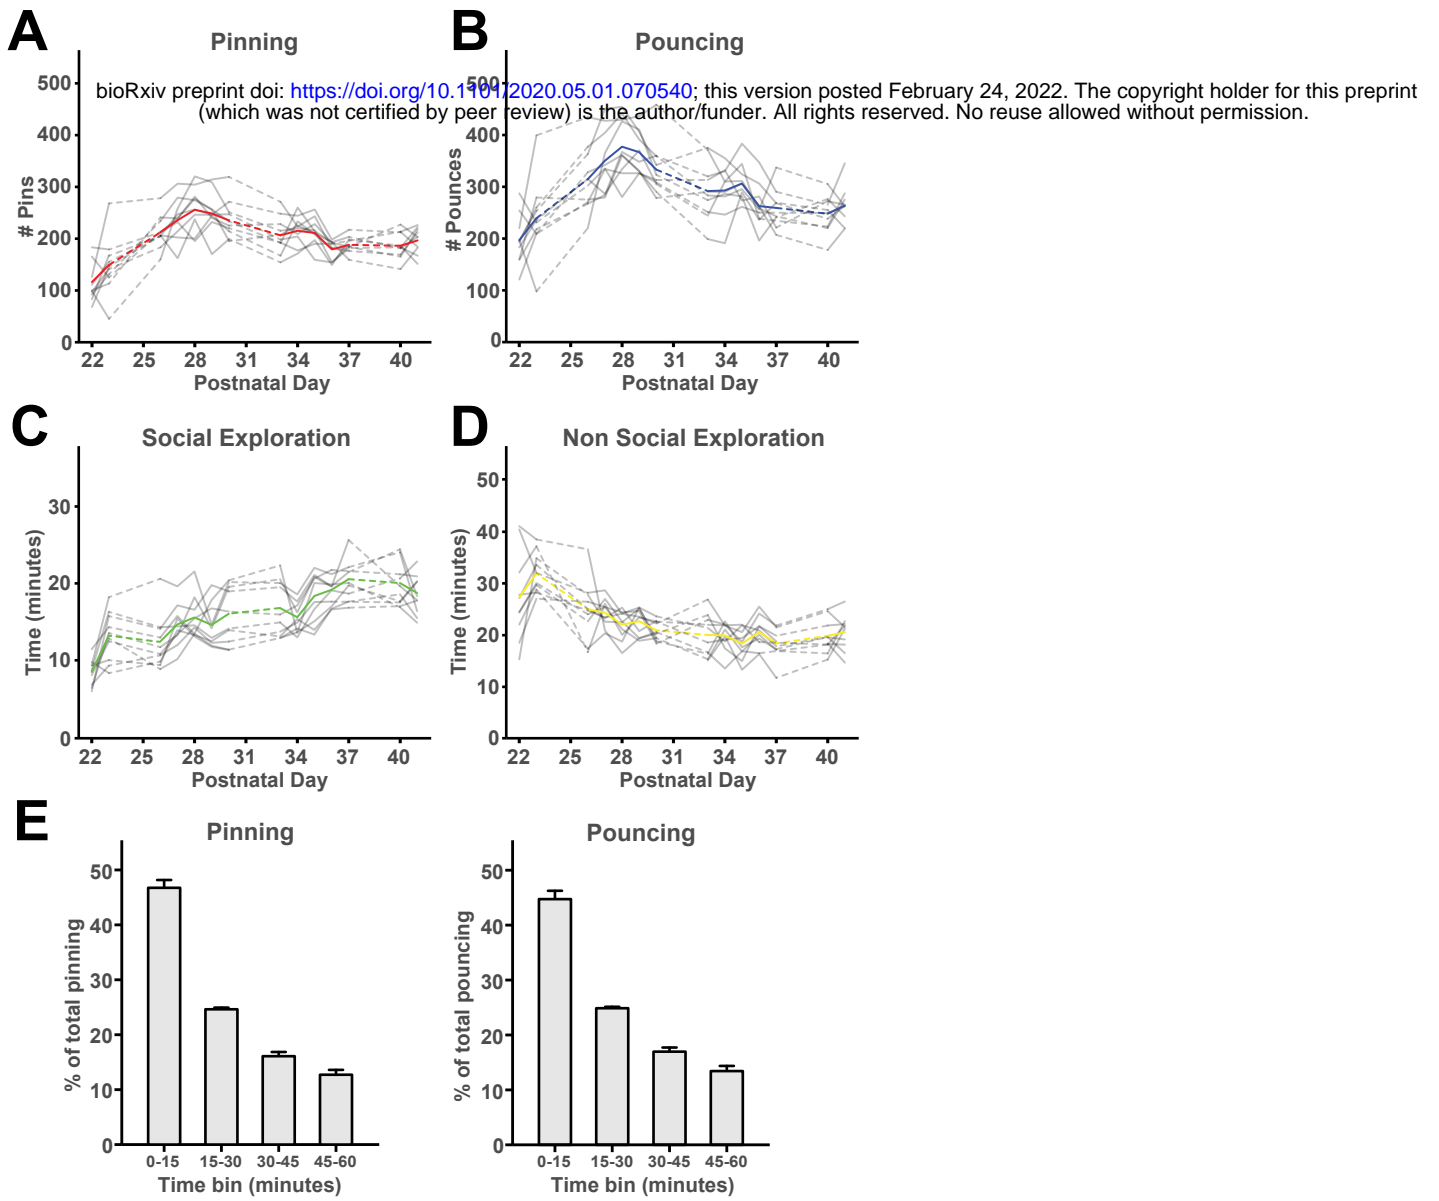 A
Pinning
B
Pouncing
bioRxiv preprint doi: https://doi.org/10.1101/2020.05.01.070540; this version posted February 24, 2022. The copyright holder for this preprint
(which was not certified by peer review) is the author/funder. All rights reserved. No reuse allowed without permission.
500
400
300
200
100
0
# Pins
22 25 28 31 34 37 40
Postnatal Day
500
400
300
200
100
0
# Pounces
22 25 28 31 34 37 40
Postnatal Day
C
Social Exploration
30
20
10
0
Time (minutes)
22 25 28 31 34 37 40
Postnatal Day
D
Non Social Exploration
50
40
30
20
10
0
Time (minutes)
22 25 28 31 34 37 40
Postnatal Day
E
Pinning
50
40
30
20
10
0
% of total pinning
0-15 15-30 30-45 45-60
Time bin (minutes)
Pouncing
50
40
30
20
10
0
% of total pouncing
0-15 15-30 30-45 45-60
Time bin (minutes)